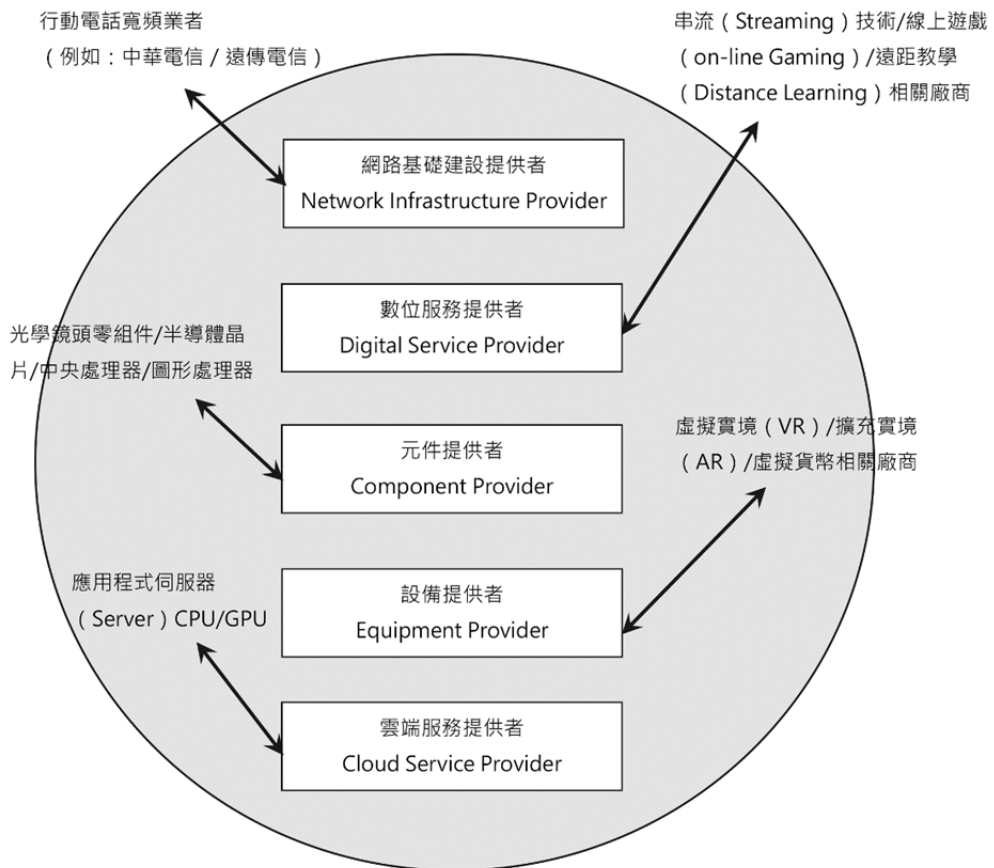 行動電話寬頻業者
（例如：中華電信 / 遠傳電信）
串流（Streaming）技術/線上遊戲
（on-line Gaming）/遠距教學
（Distance Learning）相關廠商
網路基礎建設提供者
Network Infrastructure Provider
數位服務提供者
Digital Service Provider
光學鏡頭零組件/半導體晶
片/中央處理器/圖形處理器
元件提供者
Component Provider
虛擬實境（VR）/擴充實境
（AR）/虛擬貨幣相關廠商
應用程式伺服器
（Server）CPU/GPU
設備提供者
Equipment Provider
雲端服務提供者
Cloud Service Provider